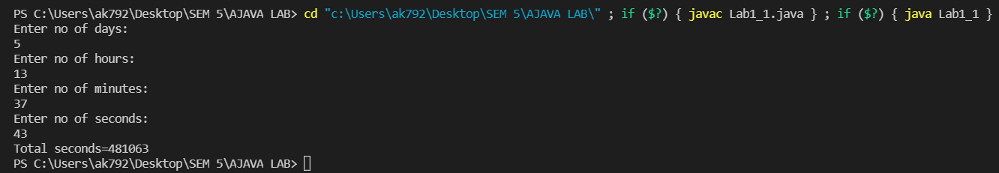 PS C:\Users\ak792\Desktop\SEM 5\AJAVA LAB> cd "c:\Users\ak792\Desktop\SEM 5\AJAVA LAB\" ; if ($?) { javac Lab1_1.java } ; if ($?) { java Lab1_1 }
Enter no of days:
5
Enter no of hours:
13
Enter no of minutes:
37
Enter no of seconds:
43
Total seconds=481063
PS C:\Users\ak792\Desktop\SEM 5\AJAVA LAB>